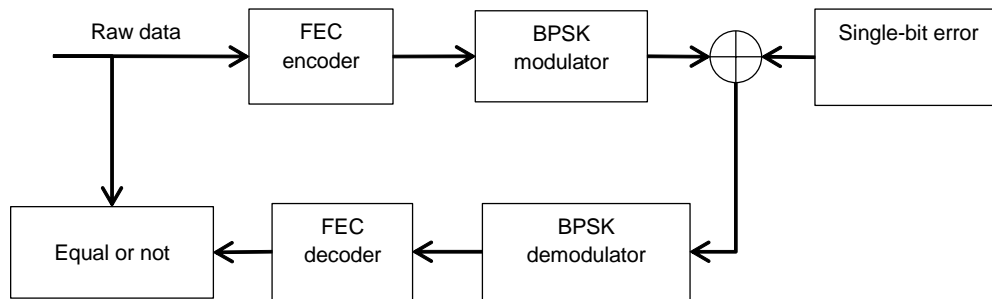 Raw data
FEC
encoder
BPSK
modulator
Single-bit error
Equal or not
FEC
decoder
BPSK
demodulator